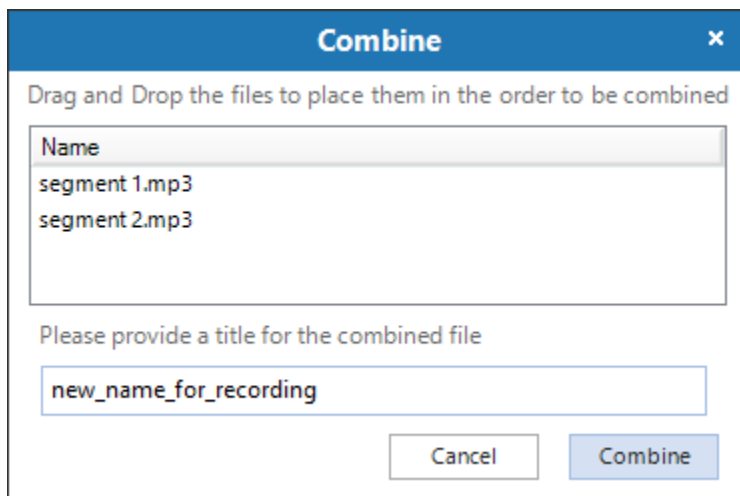 Combine
Drag and Drop the files to place them in the order to be combined
Name
segment 1.mp3
segment 2.mp3
Please provide a title for the combined file
new_name_for_recording
Cancel Combine